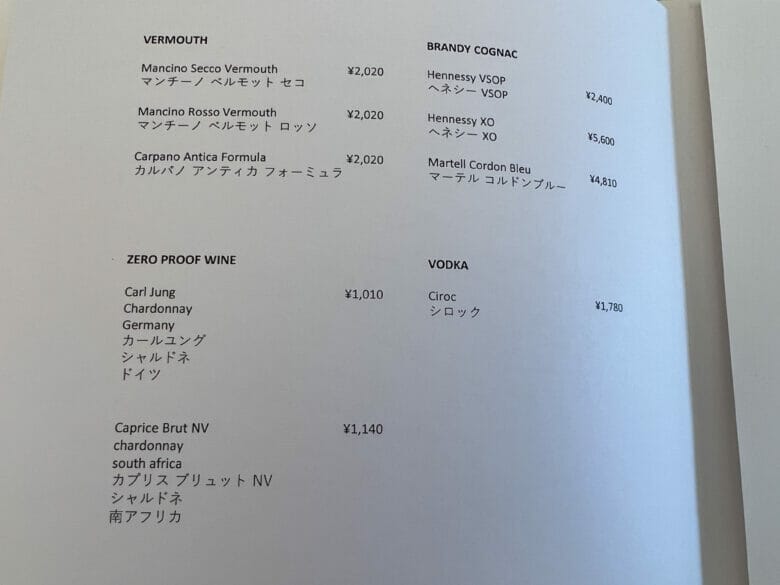 VERMOUTH
Mancino Secco Vermouth ¥2,020
マンチーノ ベルモット セコ
Mancino Rosso Vermouth ¥2,020
マンチーノ ベルモット ロッソ
Carpano Antica Formula ¥2,020
カルパノ アンティカ フォーミュラ
ZERO PROOF WINE
Carl Jung ¥1,010
Chardonnay
Germany
カールユング
シャルドネ
ドイツ
Caprice Brut NV ¥1,140
chardonnay
south africa
カプリス ブリュット NV
シャルドネ
南アフリカ
BRANDY COGNAC
Hennessy VSOP
ヘネシー VSOP ¥2,400
Hennessy XO
ヘネシー XO ¥5,600
Martell Cordon Bleu
マーテル コルドンブルー ¥4,810
VODKA
Ciroc ¥1,780
シロック